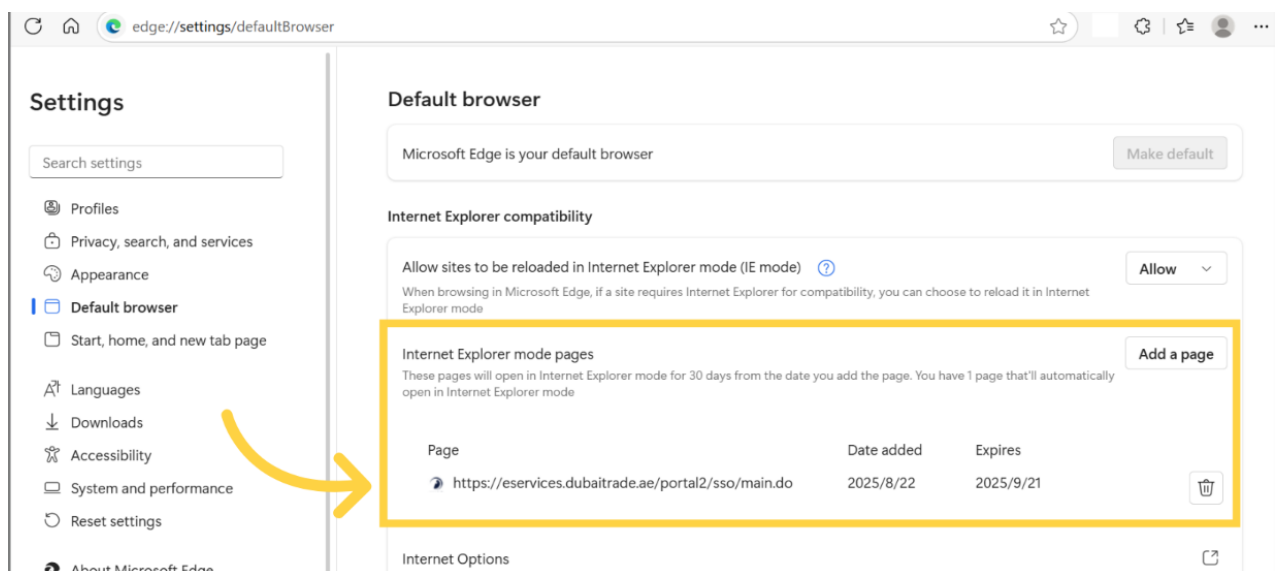 edge://settings/defaultBrowser
Settings
Search settings
Profiles
Privacy, search, and services
Appearance
Default browser
Start, home, and new tab page
Languages
Downloads
Accessibility
System and performance
Reset settings
About Microsoft Edge
Default browser
Microsoft Edge is your default browser
Make default
Internet Explorer compatibility
Allow sites to be reloaded in Internet Explorer mode (IE mode)
Allow
When browsing in Microsoft Edge, if a site requires Internet Explorer for compatibility, you can choose to reload it in Internet
Explorer mode
Internet Explorer mode pages
Add a page
These pages will open in Internet Explorer mode for 30 days from the date you add the page. You have 1 page that'll automatically
open in Internet Explorer mode
Page Date added Expires
https://eservices.dubaitrade.ae/portal2/sso/main.do 2025/8/22 2025/9/21
Internet Options